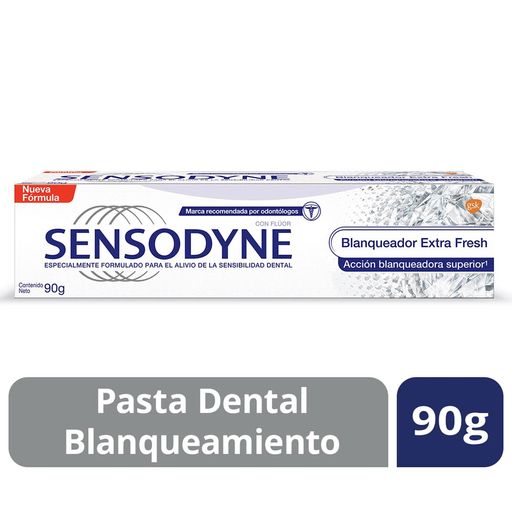 Nueva
Fórmula
Marca recomendada por odontólogos
CON FLÚOR
SENSODYNE
ESPECIALMENTE FORMULADO PARA EL ALIVIO DE LA SENSIBILIDAD DENTAL
Contenido
Neto 90g
gsk
Blanqueador Extra Fresh
Acción blanqueadora superior¹
Pasta Dental
Blanqueamiento
90g